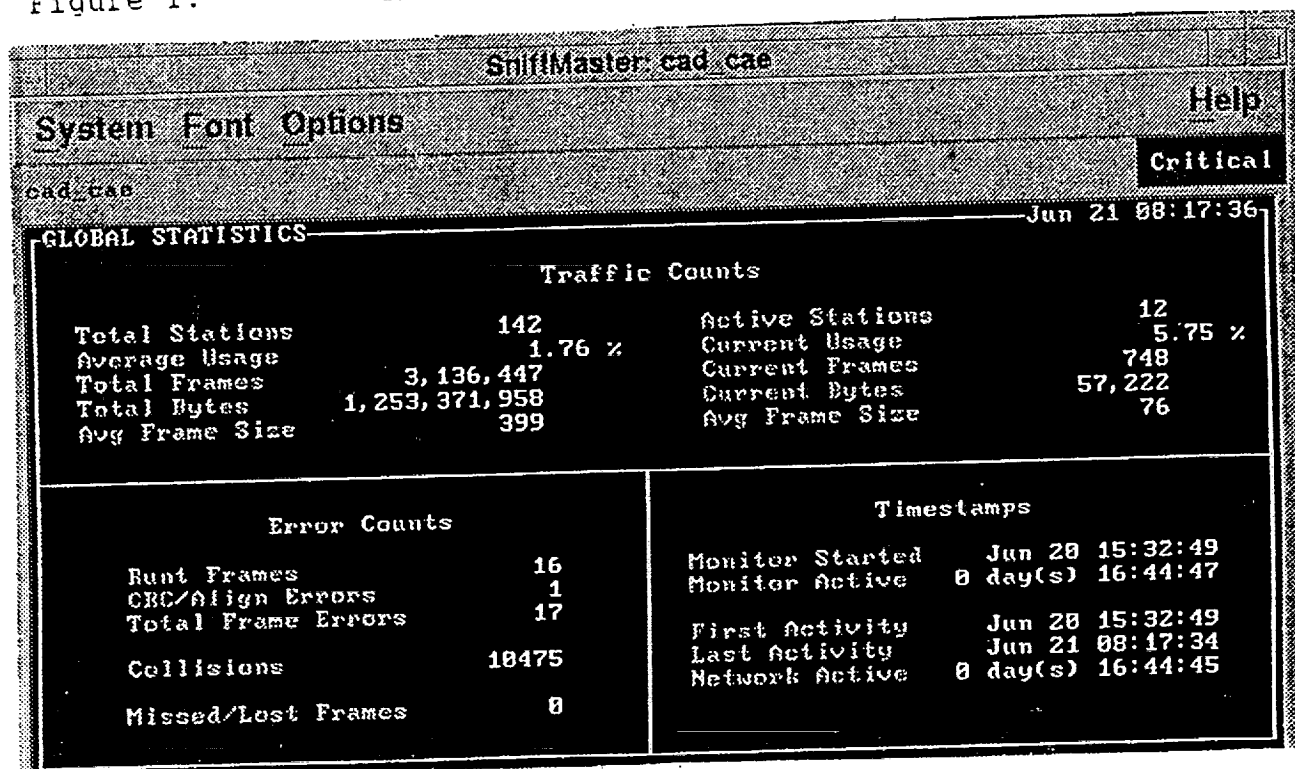 Figure 1.
SniffMaster: cad_cae
System Font Options Help
Critical
cad_cae
GLOBAL STATISTICS Jun 21 08:17:36
Traffic Counts
Total Stations 142 Active Stations 12
Average Usage 1.76 % Current Usage 5.75 %
Total Frames 3,136,447 Current Frames 748
Total Bytes 1,253,371,958 Current Bytes 57,222
Avg Frame Size 399 Avg Frame Size 76
Error Counts
Runt Frames 16
CRC/Align Errors 1
Total Frame Errors 17
Collisions 10475
Missed/Lost Frames 0
Timestamps
Monitor Started Jun 20 15:32:49
Monitor Active 0 day(s) 16:44:47
First Activity Jun 20 15:32:49
Last Activity Jun 21 08:17:34
Network Active 0 day(s) 16:44:45